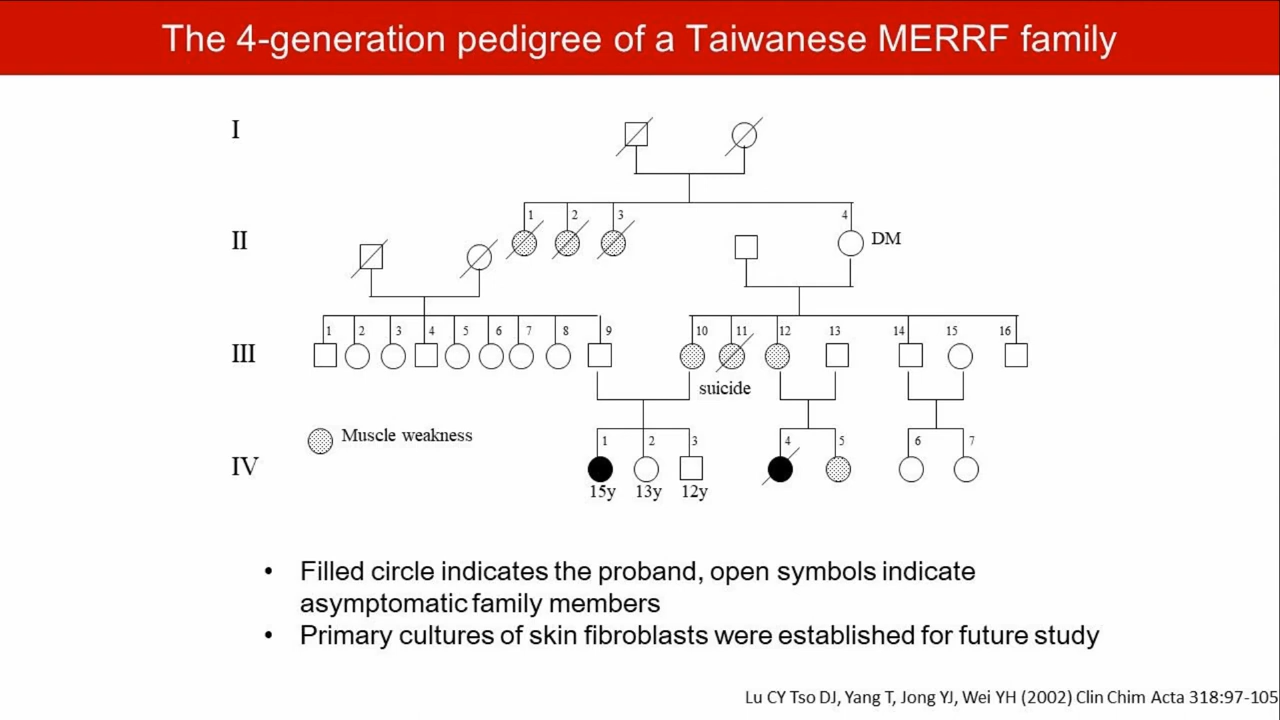 The 4-generation pedigree of a Taiwanese MERRF family
I
1 2 3 4
II DM
1 2 3 4 5 6 7 8 9 10 11 12 13 14 15 16
III
suicide
Muscle weakness
1 2 3 4 5 6 7
IV
15y 13y 12y
• Filled circle indicates the proband, open symbols indicate
asymptomatic family members
• Primary cultures of skin fibroblasts were established for future study
Lu CY Tso DJ, Yang T, Jong YJ, Wei YH (2002) Clin Chim Acta 318:97-105